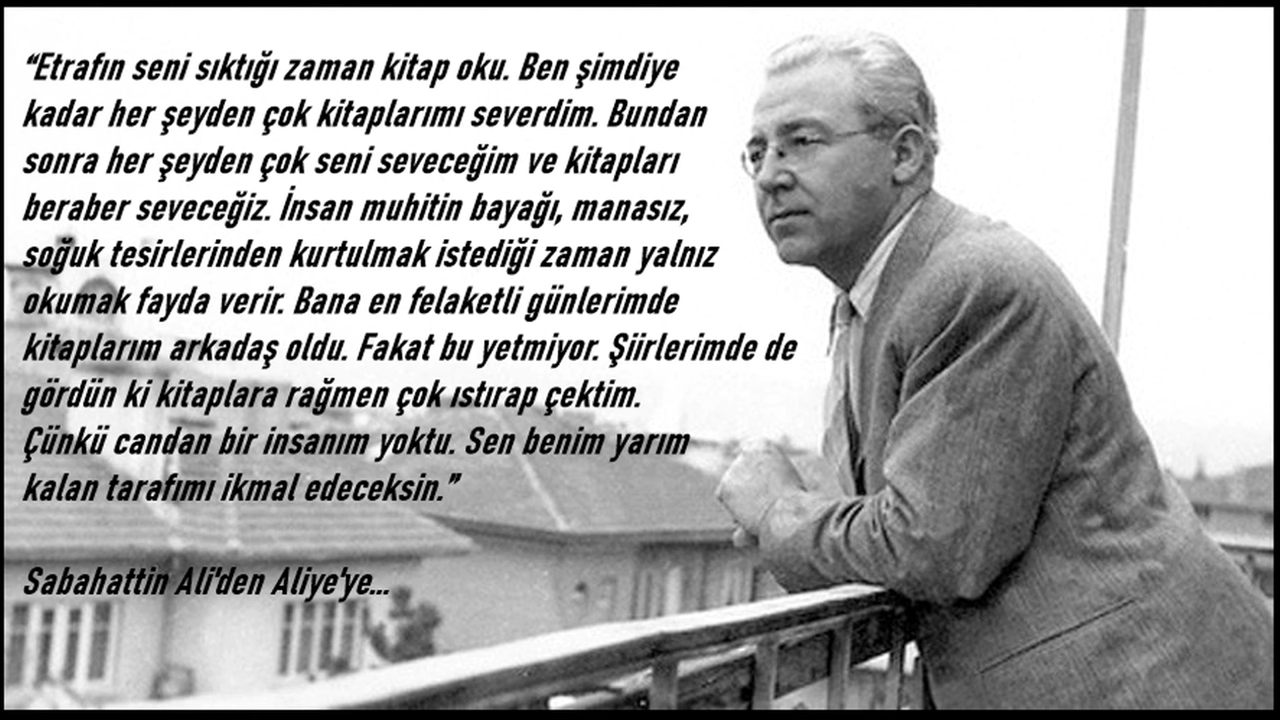 “Etrafın seni sıktığı zaman kitap oku. Ben şimdiye
kadar her şeyden çok kitaplarımı severdim. Bundan
sonra her şeyden çok seni seveceğim ve kitapları
beraber seveceğiz. İnsan muhitin bayağı, manasız,
soğuk tesirlerinden kurtulmak istediği zaman yalnız
okumak fayda verir. Bana en felaketli günlerimde
kitaplarım arkadaş oldu. Fakat bu yetmiyor. Şiirlerimde de
gördün ki kitaplara rağmen çok ıstırap çektim.
Çünkü candan bir insanım yoktu. Sen benim yarım
kalan tarafımı ikmal edeceksin.”
Sabahattin Ali'den Aliye'ye...